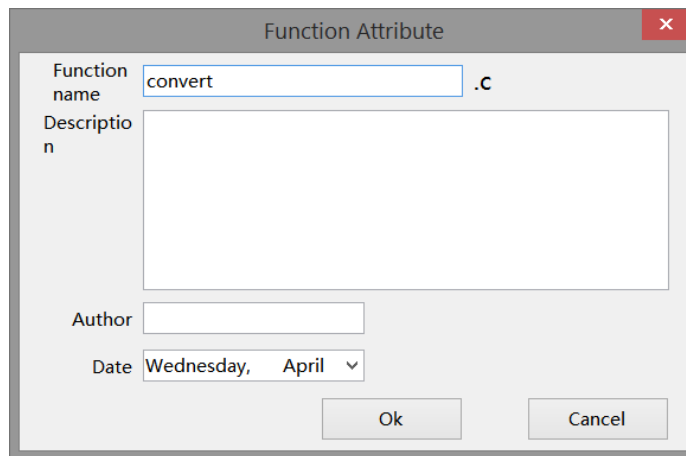 Function Attribute
Function
name
convert
.C
Descriptio
n
Author
Date
Wednesday, April
Ok
Cancel